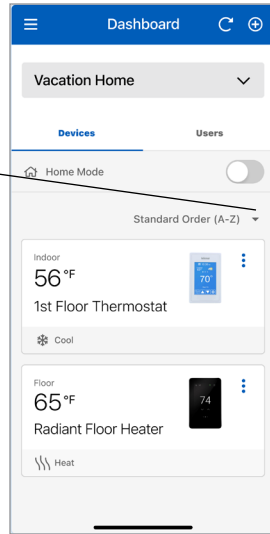 Dashboard
Vacation Home
Devices Users
Home Mode
Standard Order (A-Z)
Indoor
56°F
70°
1st Floor Thermostat
Cool
Floor
65°F
74
Radiant Floor Heater
Heat